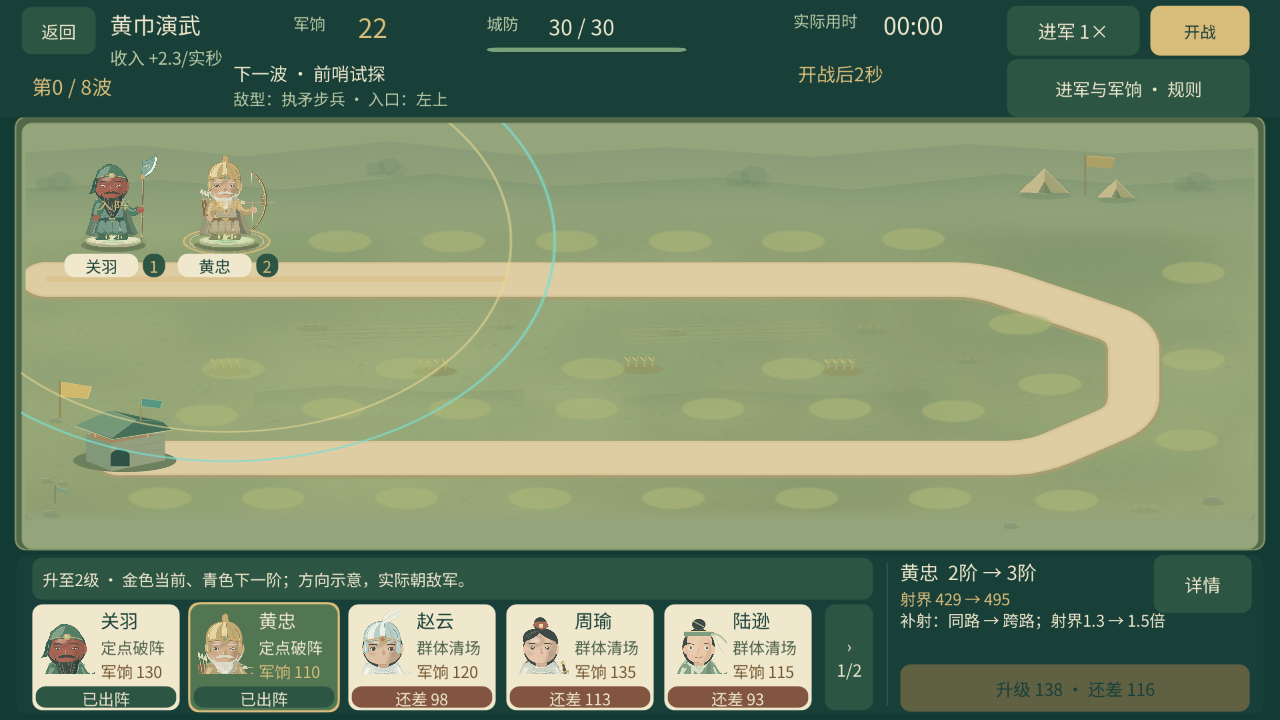 返回
黄巾演武
收入 +2.3/实秒
军饷 22
城防 30 / 30
实际用时 00:00
进军 1×
开战
第0 / 8波
下一波 · 前哨试探
敌型：执矛步兵 · 入口：左上
开战后2秒
进军与军饷 · 规则
入阵
关羽 1
黄忠 2
升至2级 · 金色当前、青色下一阶；方向示意，实际朝敌军。
关羽
定点破阵
军饷 130
已出阵
黄忠
定点破阵
军饷 110
已出阵
赵云
群体清场
军饷 120
还差 98
周瑜
群体清场
军饷 135
还差 113
陆逊
群体清场
军饷 115
还差 93
›
1/2
黄忠 2阶 → 3阶
射界 429 → 495
补射：同路 → 跨路；射界1.3 → 1.5倍
详情
升级 138 · 还差 116